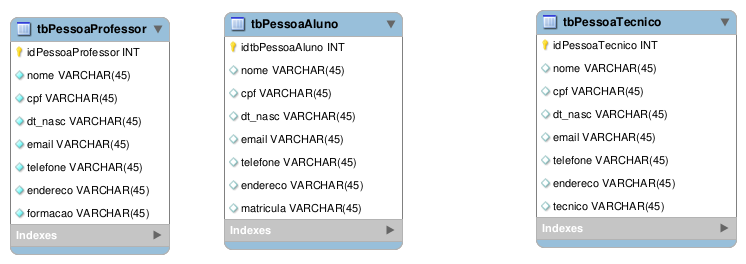 tbPessoaProfessor
idPessoaProfessor INT
nome VARCHAR(45)
cpf VARCHAR(45)
dt_nasc VARCHAR(45)
email VARCHAR(45)
telefone VARCHAR(45)
endereco VARCHAR(45)
formacao VARCHAR(45)
Indexes
tbPessoaAluno
idtbPessoaAluno INT
nome VARCHAR(45)
cpf VARCHAR(45)
dt_nasc VARCHAR(45)
email VARCHAR(45)
telefone VARCHAR(45)
endereco VARCHAR(45)
matricula VARCHAR(45)
Indexes
tbPessoaTecnico
idPessoaTecnico INT
nome VARCHAR(45)
cpf VARCHAR(45)
dt_nasc VARCHAR(45)
email VARCHAR(45)
telefone VARCHAR(45)
endereco VARCHAR(45)
tecnico VARCHAR(45)
Indexes